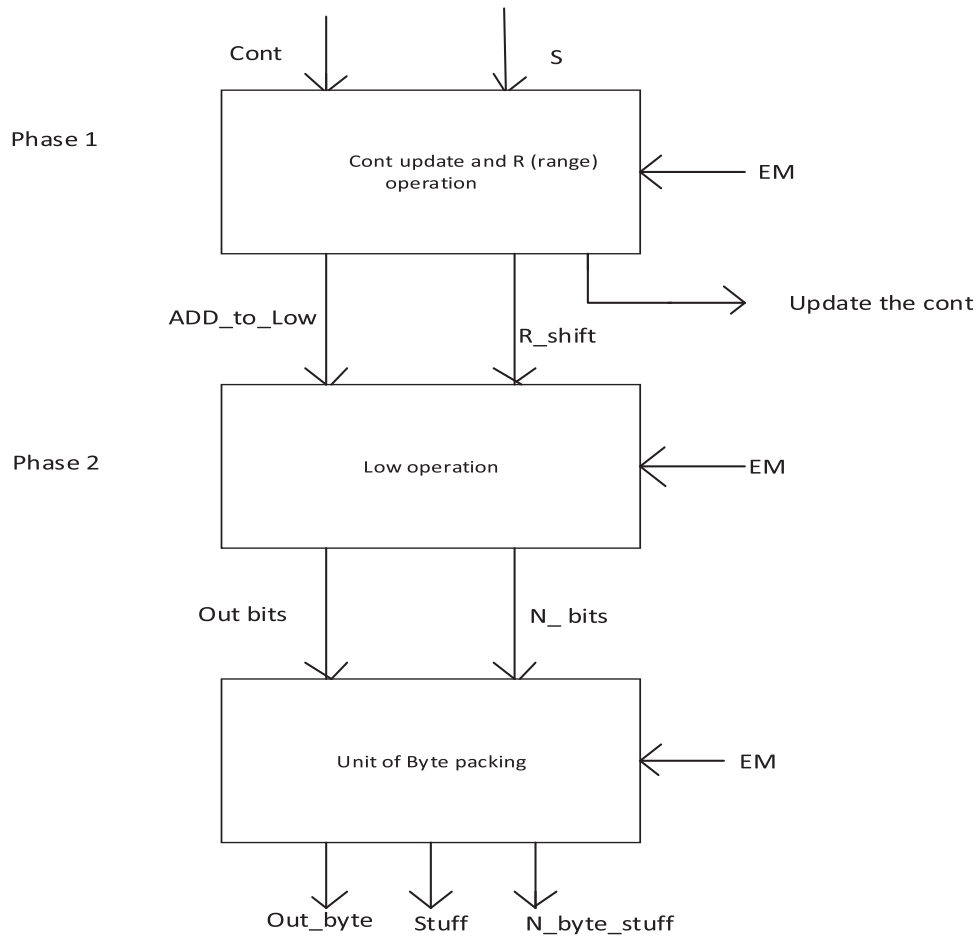 Cont
S
Phase 1
Cont update and R (range)
operation
EM
Update the cont
ADD_to_Low
R_shift
Phase 2
Low operation
EM
Out bits
N_ bits
Unit of Byte packing
EM
Out_byte
Stuff
N_byte_stuff